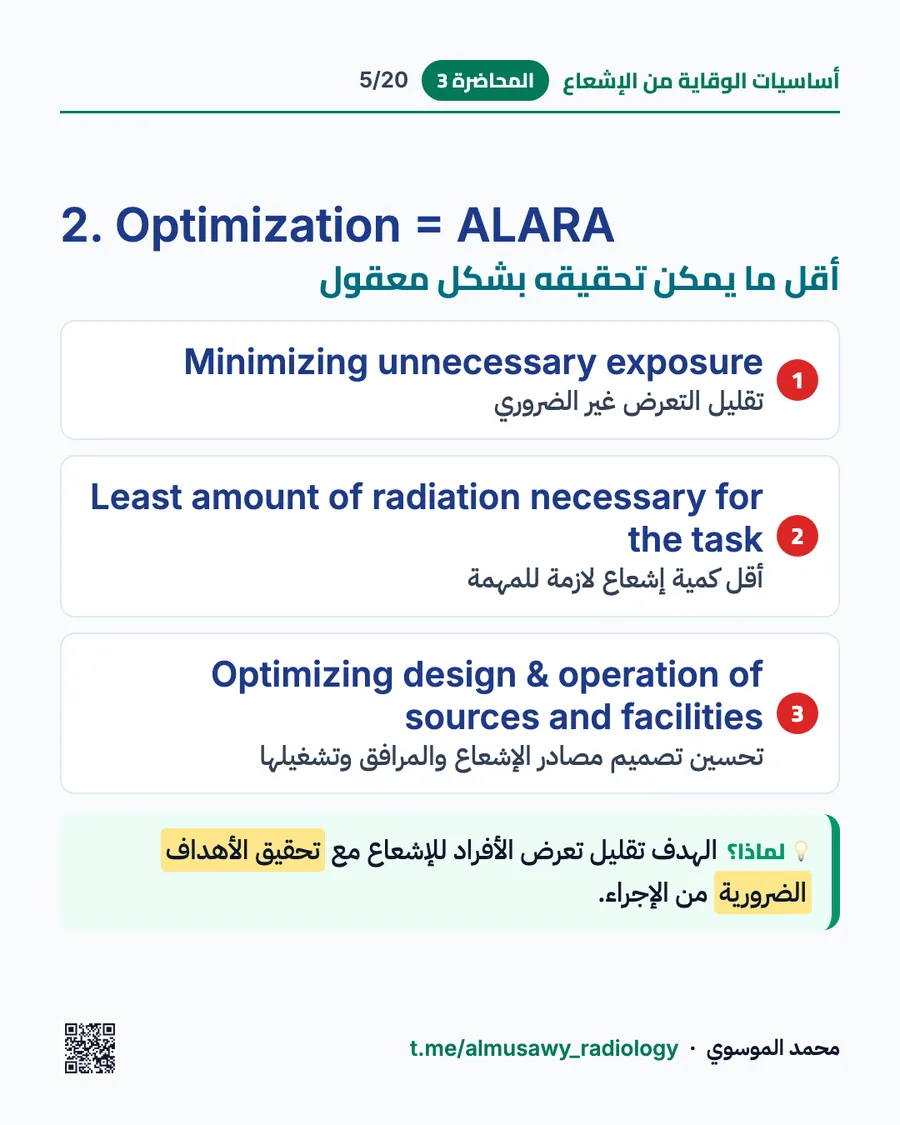 أساسيات الوقاية من الإشعاع المحاضرة 3 5/20
2. Optimization = ALARA
أقل ما يمكن تحقيقه بشكل معقول
1
Minimizing unnecessary exposure
تقليل التعرض غير الضروري
2
Least amount of radiation necessary for
the task
أقل كمية إشعاع لازمة للمهمة
3
Optimizing design & operation of
sources and facilities
تحسين تصميم مصادر الإشعاع والمرافق وتشغيلها
💡 لماذا؟ الهدف تقليل تعرض الأفراد للإشعاع مع تحقيق الأهداف
الضرورية من الإجراء.
محمد الموسوي · t.me/almusawy_radiology